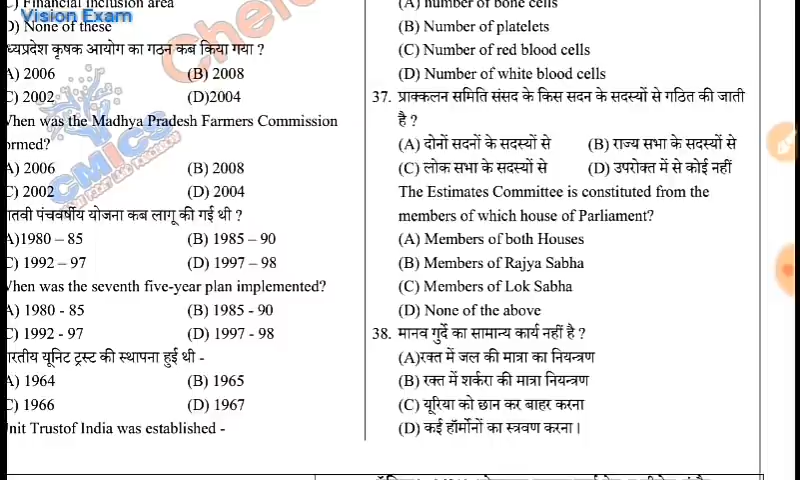 Vision Exam
C) Financial inclusion area
D) None of these
मध्यप्रदेश कृषक आयोग का गठन कब किया गया ?
A) 2006 (B) 2008
C) 2002 (D)2004
When was the Madhya Pradesh Farmers Commission
formed?
A) 2006 (B) 2008
C) 2002 (D) 2004
सातवी पंचवर्षीय योजना कब लागू की गई थी ?
A)1980 – 85 (B) 1985 – 90
C) 1992 – 97 (D) 1997 – 98
When was the seventh five-year plan implemented?
A) 1980 - 85 (B) 1985 - 90
C) 1992 - 97 (D) 1997 - 98
भारतीय यूनिट ट्रस्ट की स्थापना हुई थी -
A) 1964 (B) 1965
C) 1966 (D) 1967
Unit Trustof India was established -
(A) number of bone cells
(B) Number of platelets
(C) Number of red blood cells
(D) Number of white blood cells
37. प्राक्कलन समिति संसद के किस सदन के सदस्यों से गठित की जाती
है ?
(A) दोनों सदनों के सदस्यों से (B) राज्य सभा के सदस्यों से
(C) लोक सभा के सदस्यों से (D) उपरोक्त में से कोई नहीं
The Estimates Committee is constituted from the
members of which house of Parliament?
(A) Members of both Houses
(B) Members of Rajya Sabha
(C) Members of Lok Sabha
(D) None of the above
38. मानव गुर्दे का सामान्य कार्य नहीं है ?
(A)रक्त में जल की मात्रा का नियन्त्रण
(B) रक्त में शर्करा की मात्रा नियन्त्रण
(C) यूरिया को छान कर बाहर करना
(D) कई हॉर्मोनों का स्त्रवण करना।
CMICS